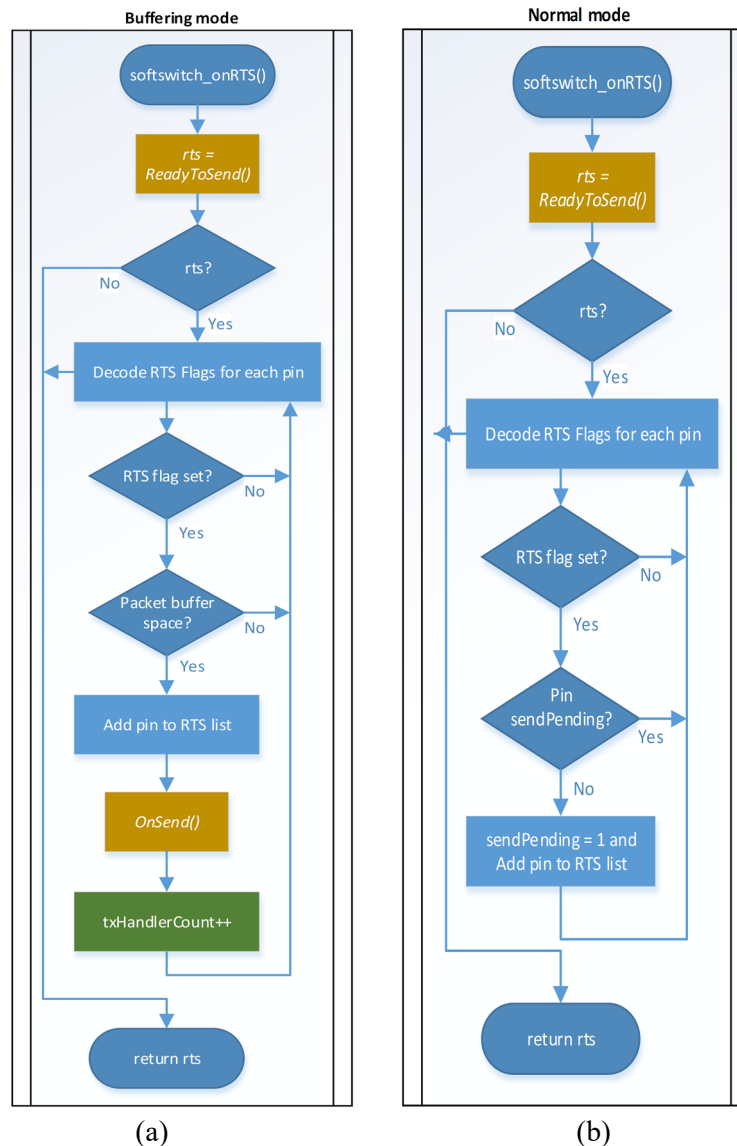 Buffering mode
softswitch_onRTS()
rts =
ReadyToSend()
rts?
No
Yes
Decode RTS Flags for each pin
RTS flag set?
No
Yes
Packet buffer
space?
No
Yes
Add pin to RTS list
OnSend()
txHandlerCount++
return rts
(a)
Normal mode
softswitch_onRTS()
rts =
ReadyToSend()
rts?
No
Yes
Decode RTS Flags for each pin
RTS flag set?
No
Yes
Pin
sendPending?
Yes
No
sendPending = 1 and
Add pin to RTS list
return rts
(b)